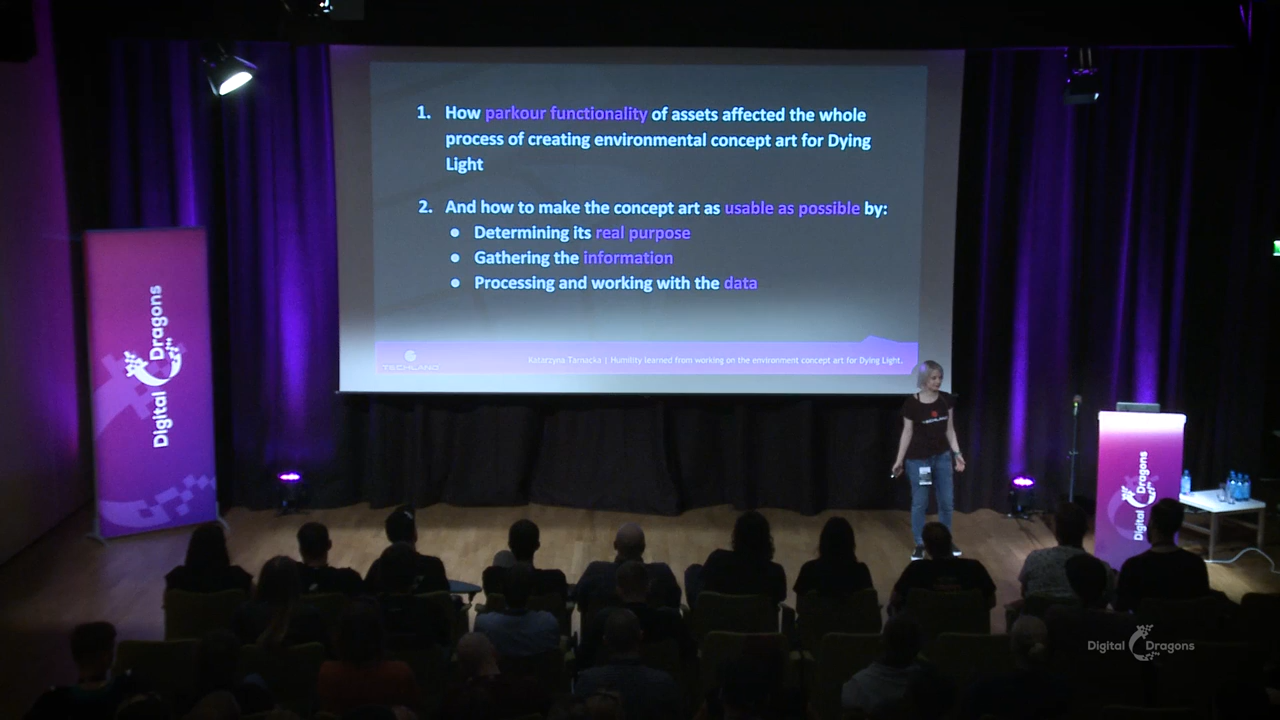 1. How parkour functionality of assets affected the whole
process of creating environmental concept art for Dying
Light
2. And how to make the concept art as usable as possible by:
● Determining its real purpose
● Gathering the information
● Processing and working with the data
TECHLAND
Katarzyna Tarnacka | Humility learned from working on the environment concept art for Dying Light.
Digital Dragons
Digital Dragons
Digital Dragons